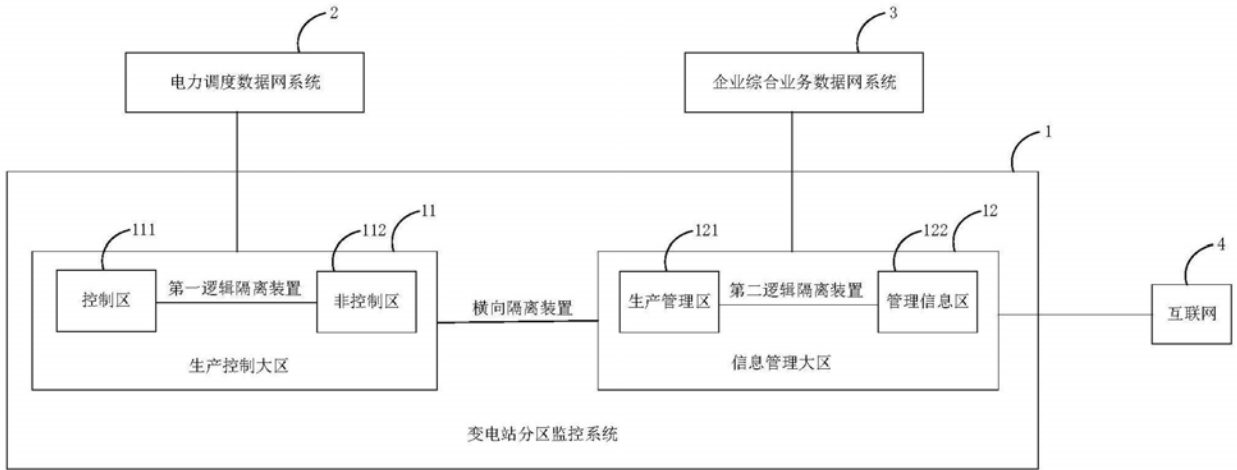 2
3
电力调度数据网系统
企业综合业务数据网系统
1
111
112
11
121
122
12
4
控制区
第一逻辑隔离装置
非控制区
横向隔离装置
生产管理区
第二逻辑隔离装置
管理信息区
互联网
生产控制大区
信息管理大区
变电站分区监控系统